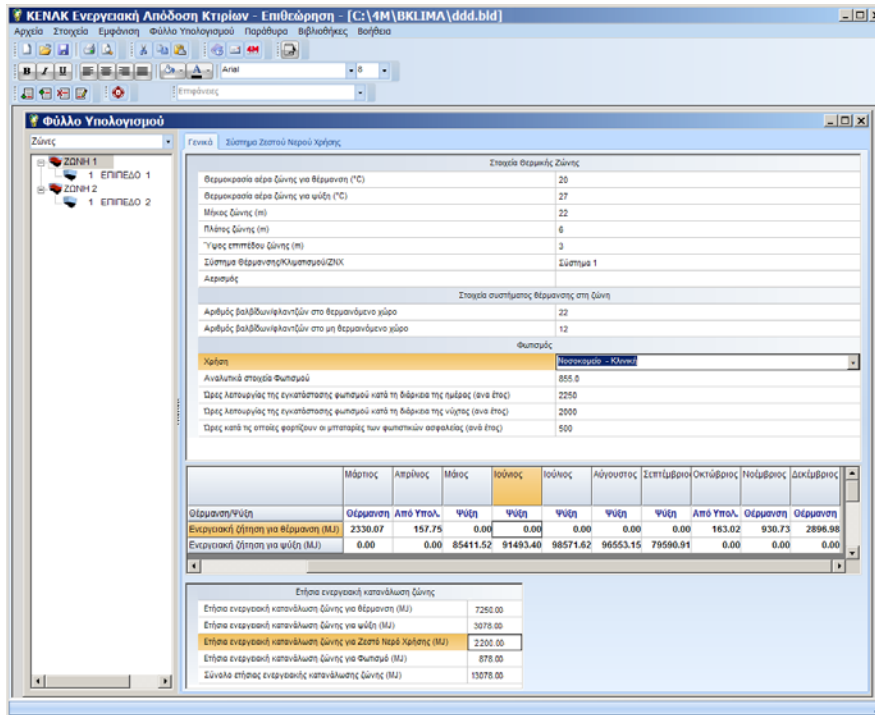 ΚΕΝΑΚ Ενεργειακή Απόδοση Κτιρίων - Επιθεώρηση - [C:\4M\BKLIMA\ddd.bld]
Αρχεία Στοιχεία Εμφάνιση Φύλλο Υπολογισμού Παράθυρα Βιβλιοθήκες Βοήθεια
4M
B I U A Arial 8
Επιφάνειες
Φύλλο Υπολογισμού
Ζώνες
ΖΩΝΗ 1
1 ΕΠΙΠΕΔΟ 1
ΖΩΝΗ 2
1 ΕΠΙΠΕΔΟ 2
Γενικά Σύστημα Ζεστού Νερού Χρήσης
Στοιχεία Θερμικής Ζώνης
Θερμοκρασία αέρα ζώνης για θέρμανση (°C) 20
Θερμοκρασία αέρα ζώνης για ψύξη (°C) 27
Μήκος ζώνης (m) 22
Πλάτος ζώνης (m) 6
Ύψος επιπέδου ζώνης (m) 3
Σύστημα Θέρμανσης/Κλιματισμού/ΖΝΧ Σύστημα 1
Αερισμός
Στοιχεία συστήματος θέρμανσης στη ζώνη
Αριθμός βαλβίδων/φλαντζών στο θερμαινόμενο χώρο 22
Αριθμός βαλβίδων/φλαντζών στο μη θερμαινόμενο χώρο 12
Φωτισμός
Χρήση Νοσοκομείο - Κλινική
Αναλυτικά στοιχεία Φωτισμού 855.0
Ώρες λειτουργίας της εγκατάστασης φωτισμού κατά τη διάρκεια της ημέρας (ανα έτος) 2250
Ώρες λειτουργίας της εγκατάστασης φωτισμού κατά τη διάρκεια της νύχτας (ανα έτος) 2000
Ώρες κατά τις οποίες φορτίζουν οι μπαταρίες των φωτιστικών ασφαλείας (ανά έτος) 500
Μάρτιος Απρίλιος Μάιος Ιούνιος Ιούλιος Αύγουστος Σεπτέμβριο Οκτώβριος Νοέμβριος Δεκέμβριος
Θέρμανση/Ψύξη Θέρμανση Από Υπολ. Ψύξη Ψύξη Ψύξη Ψύξη Ψύξη Από Υπολ. Θέρμανση Θέρμανση
Ενεργειακή ζήτηση για θέρμανση (MJ) 2330.07 157.75 0.00 0.00 0.00 0.00 0.00 163.02 930.73 2896.98
Ενεργειακή ζήτηση για ψύξη (MJ) 0.00 0.00 85411.52 91493.40 98571.62 96553.15 79590.91 0.00 0.00 0.00
Ετήσια ενεργειακή κατανάλωση ζώνης
Ετήσια ενεργειακή κατανάλωση ζώνης για θέρμανση (MJ) 7250.00
Ετήσια ενεργειακή κατανάλωση ζώνης για ψύξη (MJ) 3078.00
Ετήσια ενεργειακή κατανάλωση ζώνης για Ζεστό Νερό Χρήσης (MJ) 2200.00
Ετήσια ενεργειακή κατανάλωση ζώνης για Φωτισμό (MJ) 878.00
Σύνολο ετήσιας ενεργειακής κατανάλωσης ζώνης (MJ) 13078.00